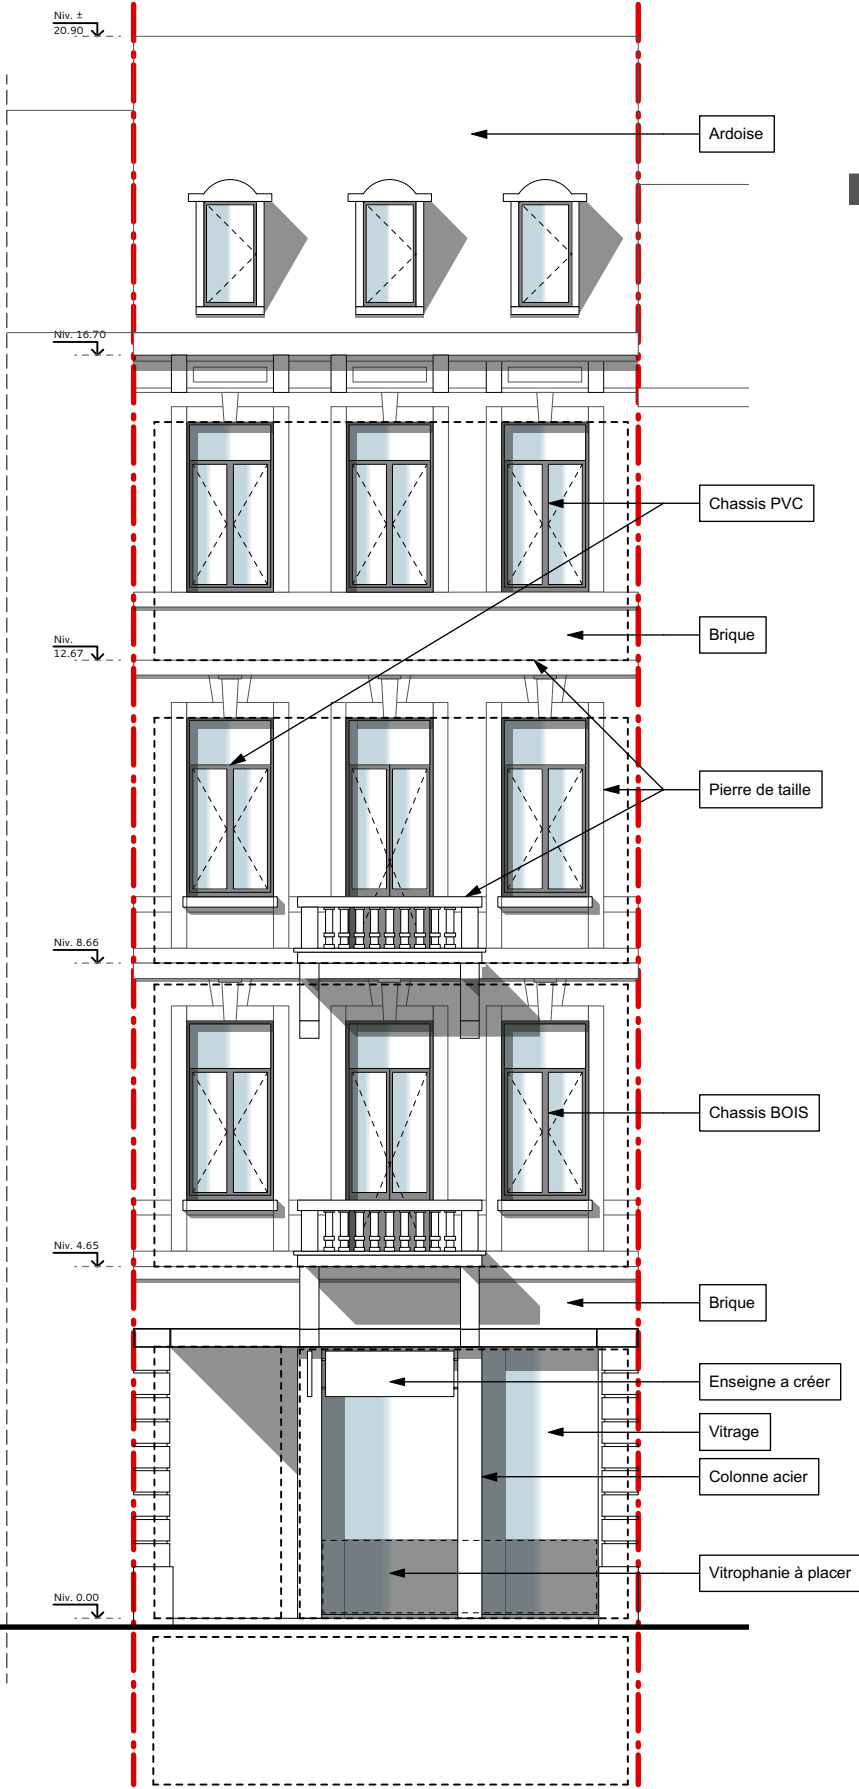 Niv. ±
20.90
Ardoise
Niv. 16.70
Chassis PVC
Brique
Niv.
12.67
Pierre de taille
Niv. 8.66
Chassis BOIS
Niv. 4.65
Brique
Enseigne a créer
Vitrage
Colonne acier
Vitrophanie à placer
Niv. 0.00